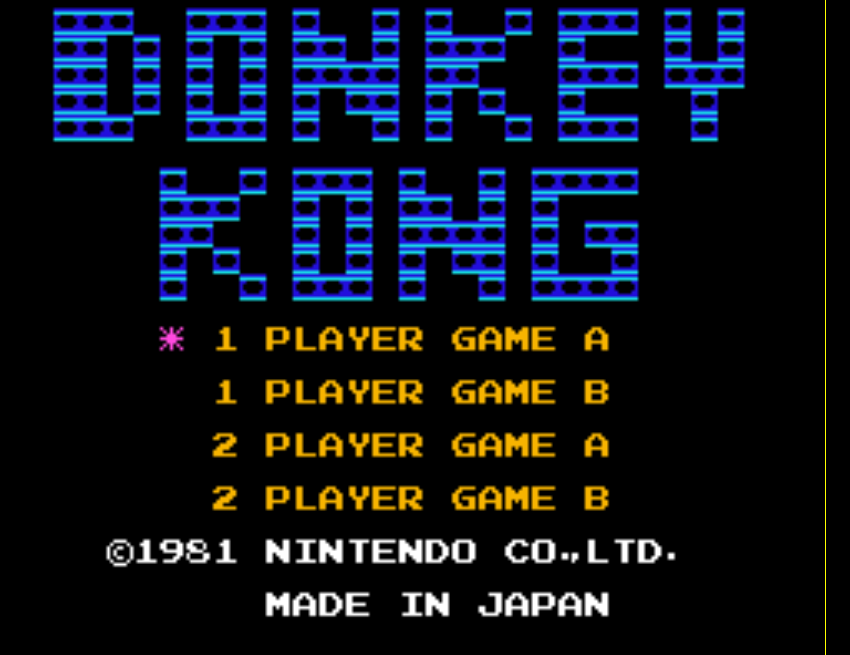 DONKEY
KONG
* 1 PLAYER GAME A
1 PLAYER GAME B
2 PLAYER GAME A
2 PLAYER GAME B
©1981 NINTENDO CO.,LTD.
MADE IN JAPAN